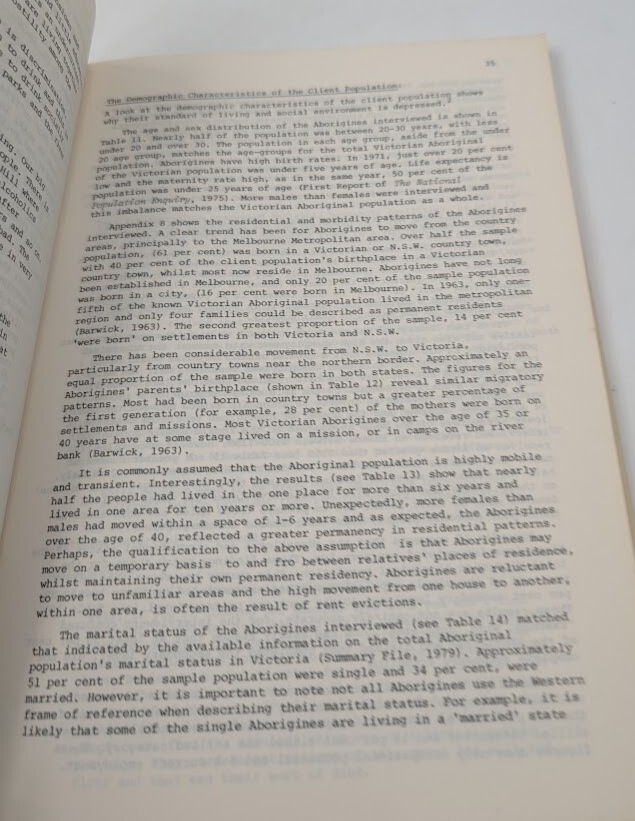 is discrimin
to drink and
to drink
parks and the
Hill), where
alcoholics
after
and so on.
bad. The
in very
the
in
at
35
The Demographic Characteristics of the Client Population:
A look at the demographic characteristics of the client population shows
why their standard of living and social environment is depressed.
The age and sex distribution of the Aborigines interviewed is shown in
Table 11. Nearly half of the population was between 20-30 years, with less
under 20 and over 30. The population in each age group, aside from the under
20 age group, matches the age-groups for the total Victorian Aboriginal
population. Aborigines have high birth rates. In 1971, just over 20 per cent
of the Victorian population was under five years of age. Life expectancy is
low and the maternity rate high, as in the same year, 50 per cent of the
population was under 25 years of age (First Report of The National
Population Enquiry, 1975). More males than females were interviewed and
this imbalance matches the Victorian Aboriginal population as a whole.
Appendix 8 shows the residential and morbidity patterns of the Aborigines
interviewed. A clear trend has been for Aborigines to move from the country
areas, principally to the Melbourne Metropolitan area. Over half the sample
population, (61 per cent) was born in a Victorian or N.S.W. country town,
with 40 per cent of the client population's birthplace in a Victorian
country town, whilst most now reside in Melbourne. Aborigines have not long
been established in Melbourne, and only 20 per cent of the sample population
was born in a city, (16 per cent were born in Melbourne). In 1963, only one-
fifth of the known Victorian Aboriginal population lived in the metropolitan
region and only four families could be described as permanent residents
(Barwick, 1963). The second greatest proportion of the sample, 14 per cent
'were born' on settlements in both Victoria and N.S.W.
There has been considerable movement from N.S.W. to Victoria,
particularly from country towns near the northern border. Approximately an
equal proportion of the sample were born in both states. The figures for the
Aborigines' parents' birthplace (shown in Table 12) reveal similar migratory
patterns. Most had been born in country towns but a greater percentage of
the first generation (for example, 28 per cent) of the mothers were born on
settlements and missions. Most Victorian Aborigines over the age of 35 or
40 years have at some stage lived on a mission, or in camps on the river
bank (Barwick, 1963).
It is commonly assumed that the Aboriginal population is highly mobile
and transient. Interestingly, the results (see Table 13) show that nearly
half the people had lived in the one place for more than six years and
lived in one area for ten years or more. Unexpectedly, more females than
males had moved within a space of 1-6 years and as expected, the Aborigines
over the age of 40, reflected a greater permanency in residential patterns.
Perhaps, the qualification to the above assumption is that Aborigines may
move on a temporary basis to and fro between relatives' places of residence,
whilst maintaining their own permanent residency. Aborigines are reluctant
to move to unfamiliar areas and the high movement from one house to another,
within one area, is often the result of rent evictions.
The marital status of the Aborigines interviewed (see Table 14) matched
that indicated by the available information on the total Aboriginal
population's marital status in Victoria (Summary File, 1979). Approximately
51 per cent of the sample population were single and 34 per cent, were
married. However, it is important to note not all Aborigines use the Western
frame of reference when describing their marital status. For example, it is
likely that some of the single Aborigines are living in a 'married' state